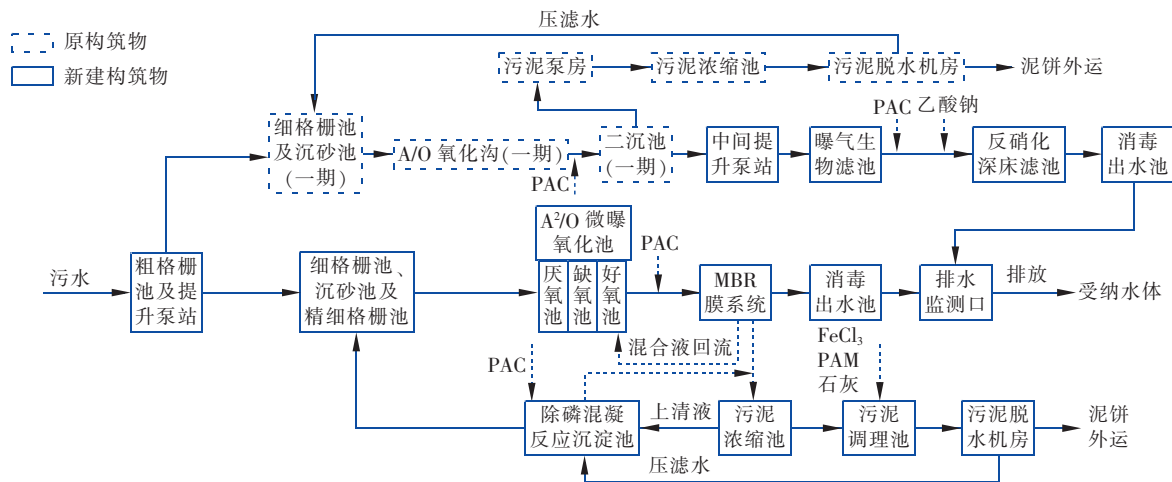 压滤水
原构筑物
新建构筑物
污泥泵房
污泥浓缩池
污泥脱水机房
泥饼外运
细格栅池
及沉砂池
(一期)
A/O 氧化沟(一期)
PAC
二沉池
(一期)
中间提
升泵站
曝气生
物滤池
PAC 乙酸钠
反硝化
深床滤池
消毒
出水池
污水
粗格栅
池及提
升泵站
细格栅池、
沉砂池及
精细格栅池
A²/O 微曝
氧化池
厌氧池
缺氧池
好氧池
PAC
MBR
膜系统
消毒
出水池
排水
监测口
排放
受纳水体
混合液回流
PAC
FeCl₃
PAM
石灰
除磷混凝
反应沉淀池
上清液
污泥
浓缩池
污泥
调理池
污泥脱
水机房
泥饼
外运
压滤水